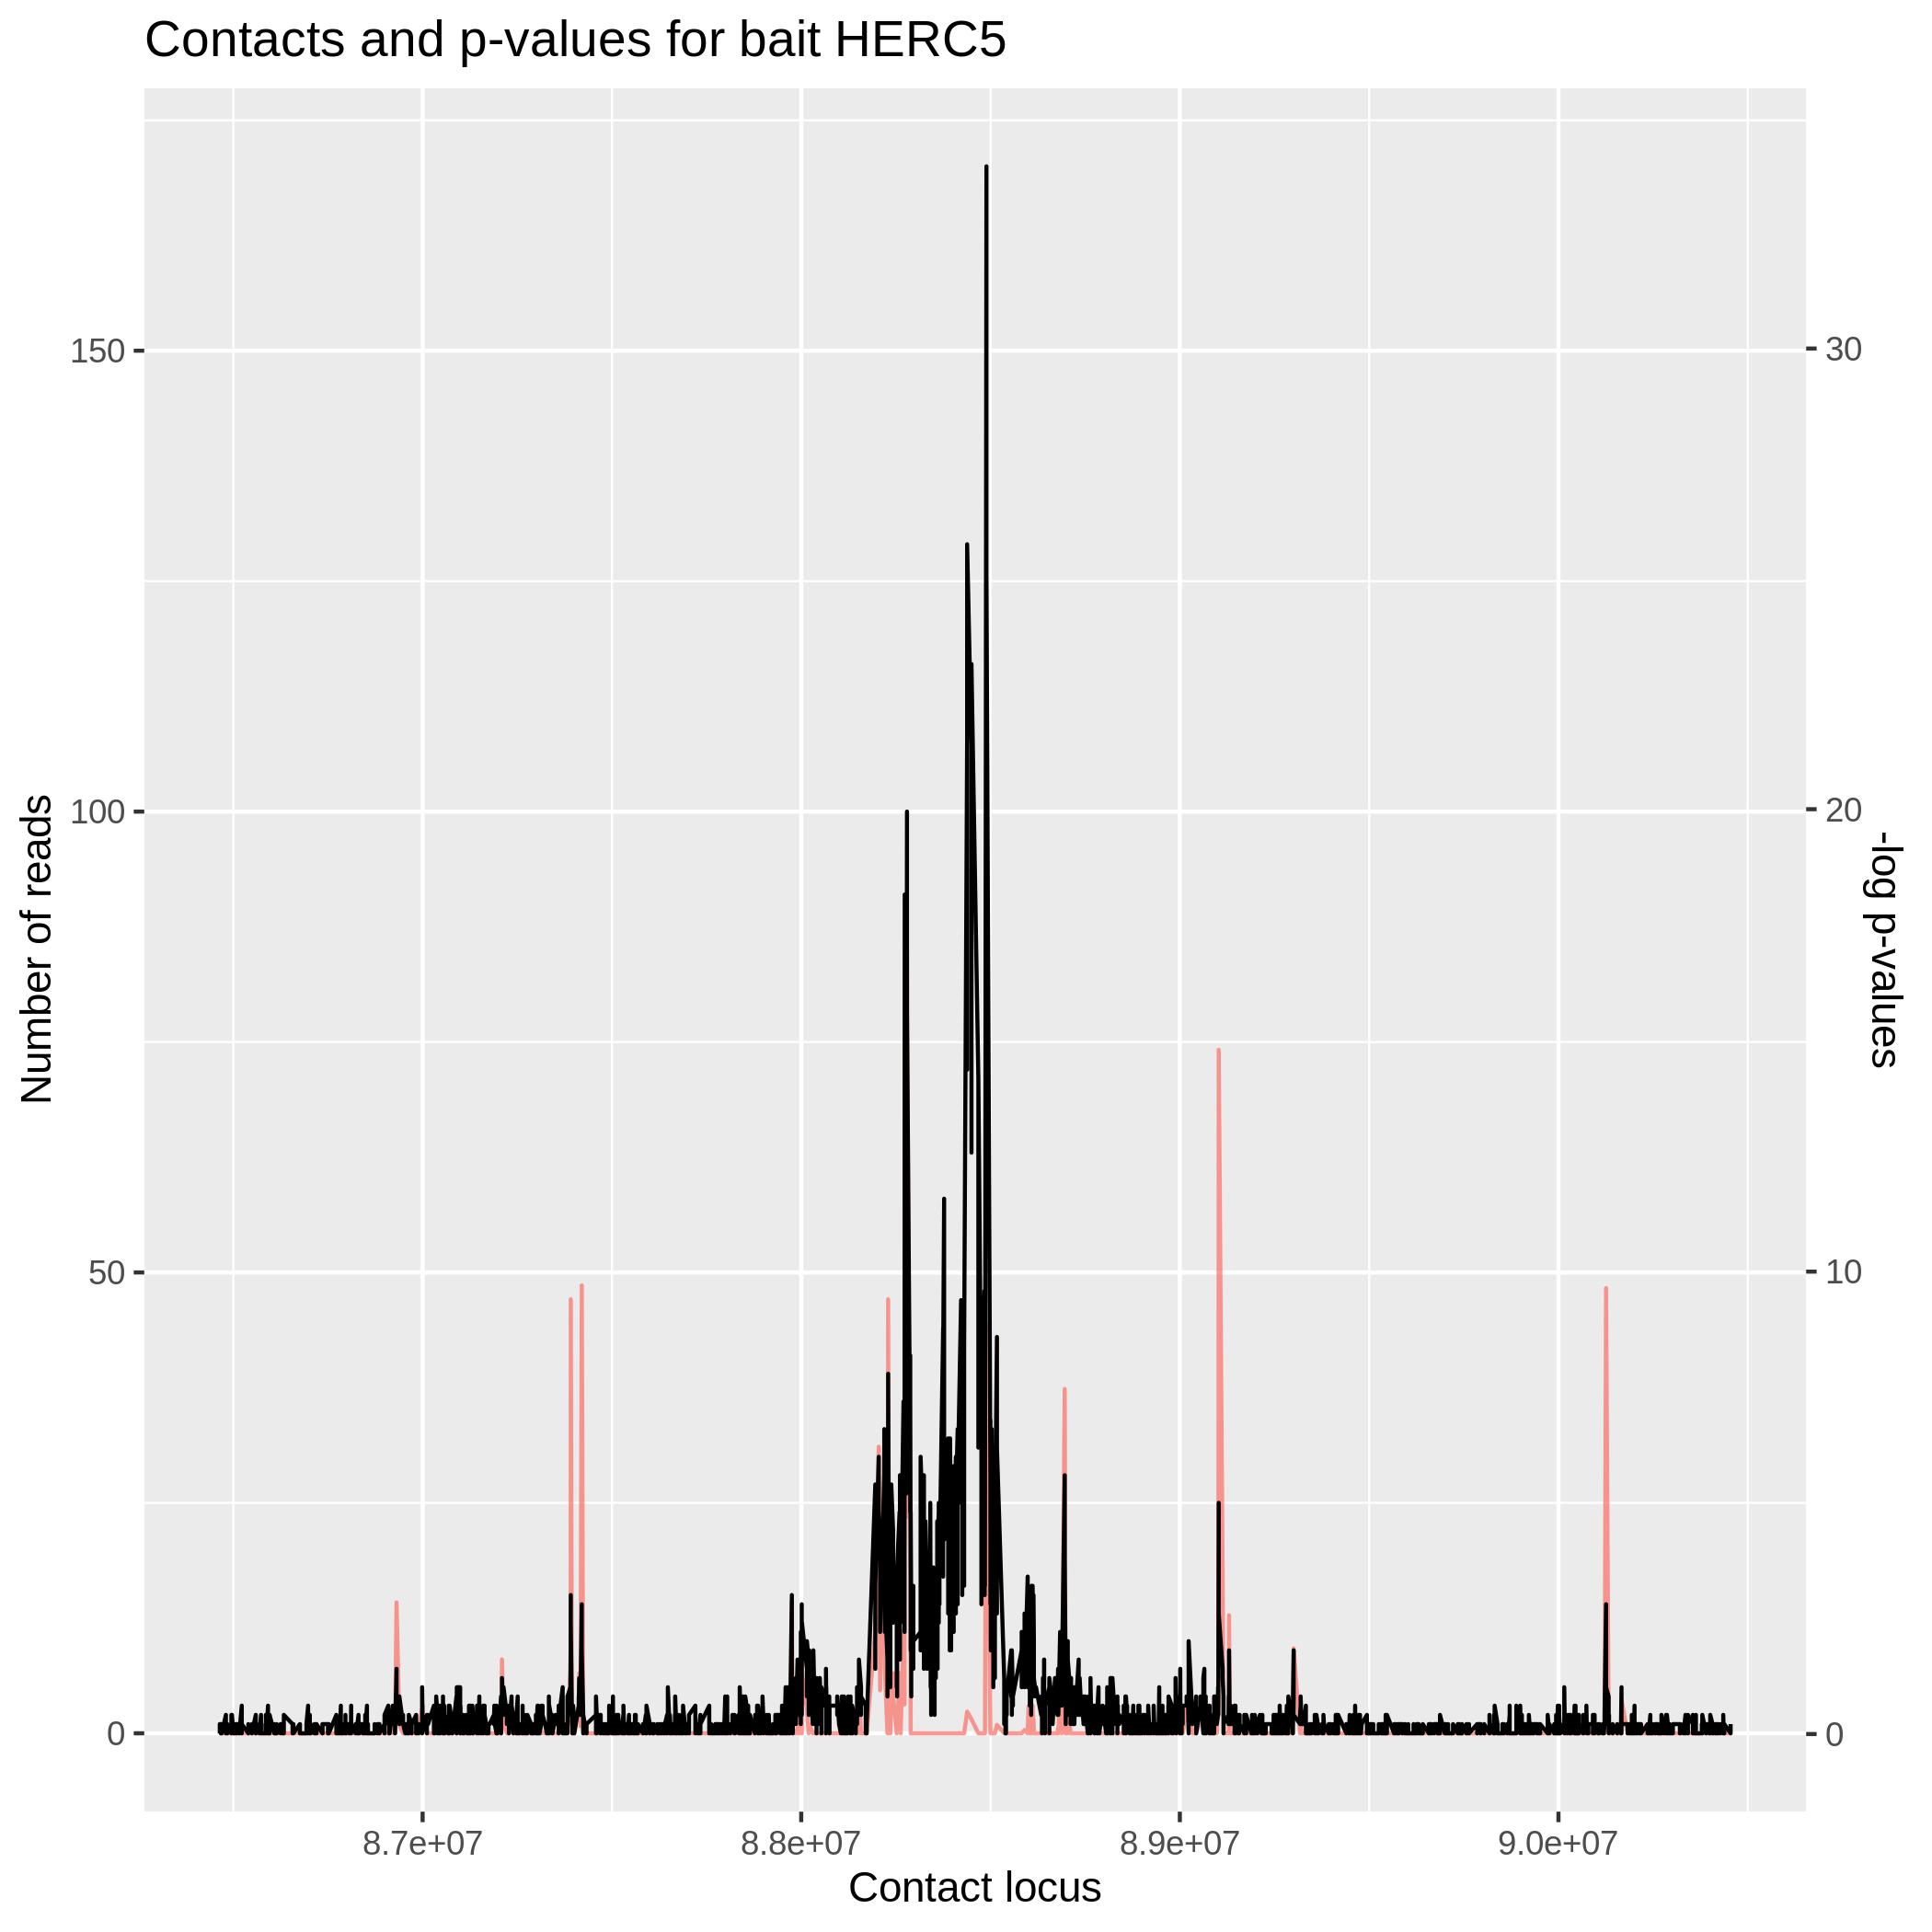 Contacts and p-values for bait HERC5
Number of reads
150
100
50
0
30
20
10
0
-log p-values
8.7e+07
8.8e+07
8.9e+07
9.0e+07
Contact locus